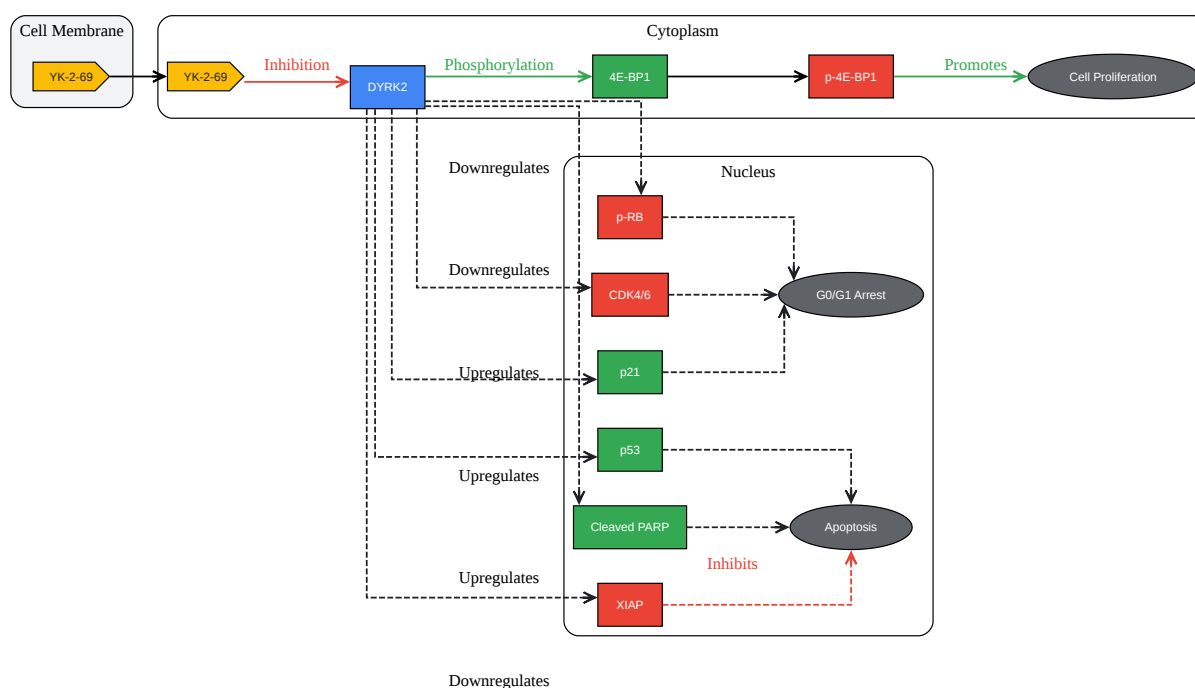 Cell Membrane
Cytoplasm
YK-2-69
YK-2-69
Inhibition
DYRK2
Phosphorylation
4E-BP1
p-4E-BP1
Promotes
Cell Proliferation
Downregulates
Nucleus
p-RB
Downregulates
CDK4/6
G0/G1 Arrest
Upregulates
p21
p53
Upregulates
Cleaved PARP
Apoptosis
Inhibits
Upregulates
XIAP
Downregulates